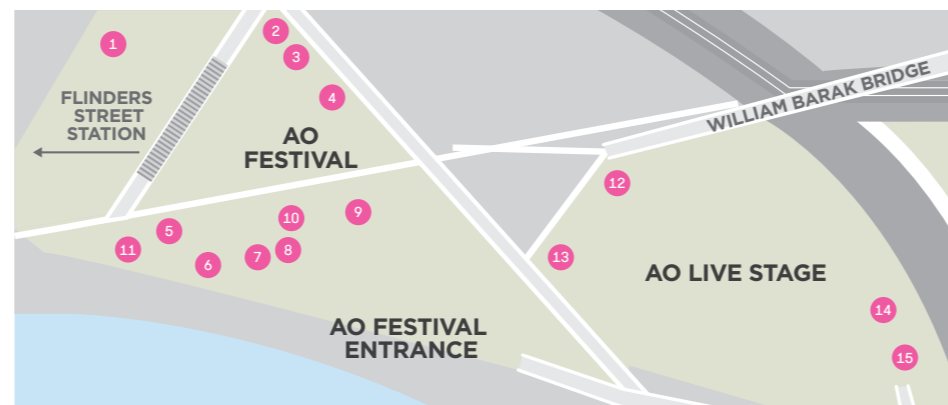 1
2
3
4
FLINDERS
STREET
STATION
AO
FESTIVAL
WILLIAM BARAK BRIDGE
12
5
11
6
7
8
10
9
13
AO LIVE STAGE
14
15
AO FESTIVAL
ENTRANCE